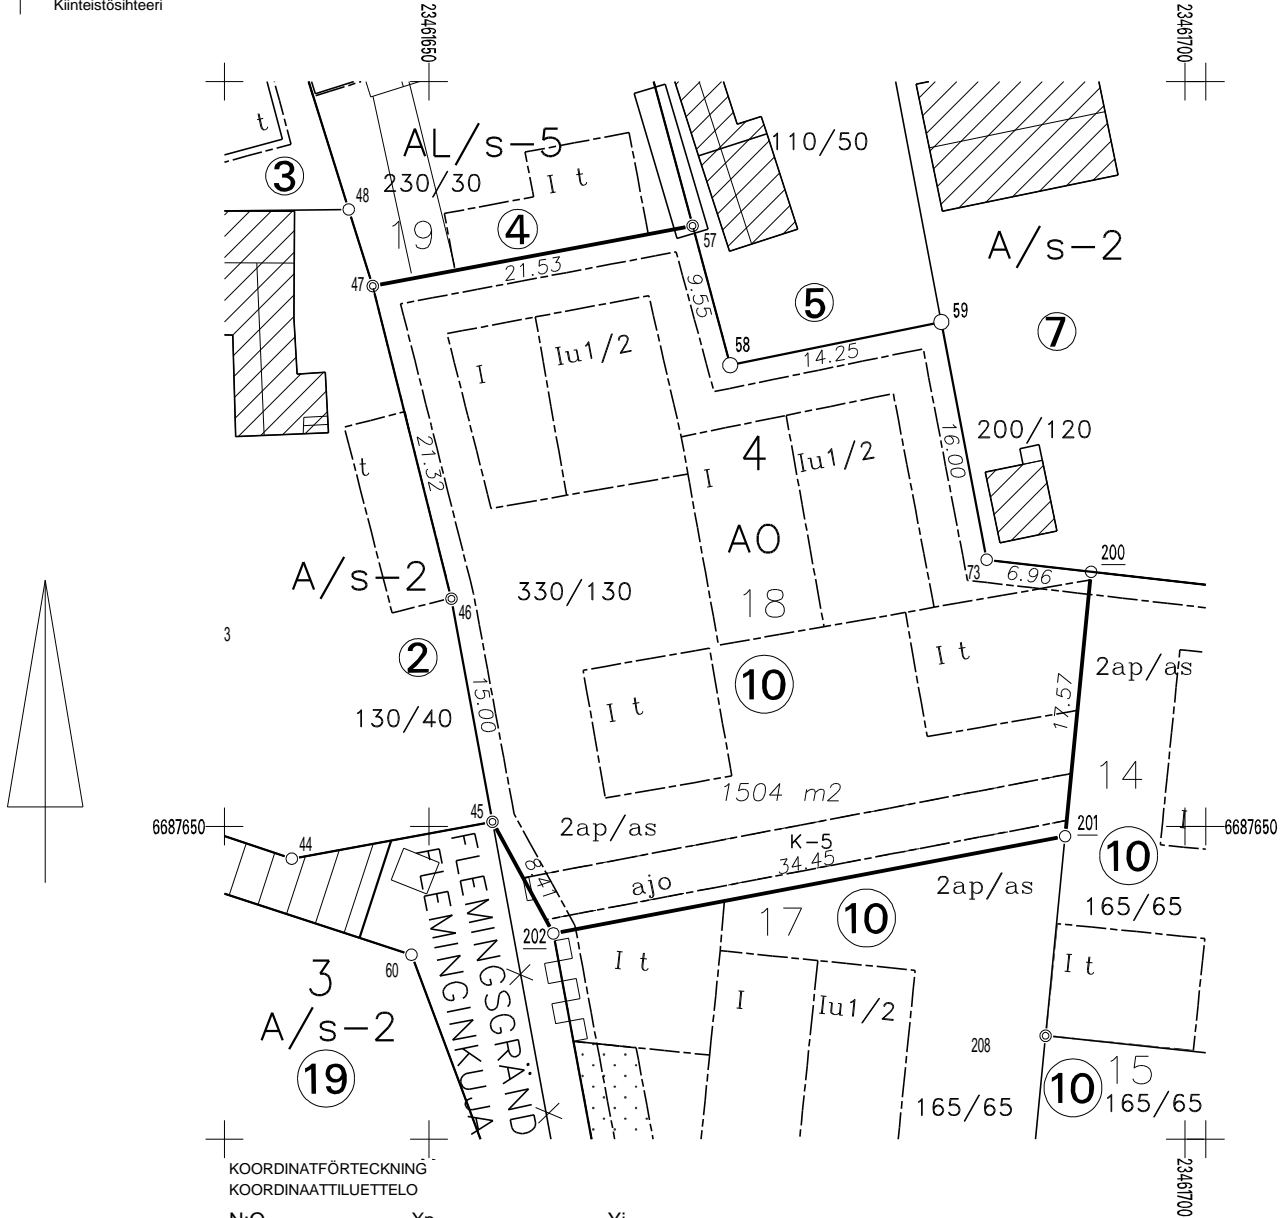 Kiinteistösihteeri
23461650
23461700
t
AL/s-5
110/50
3
48
230/30
I t
19
4
57
A/s-2
47
21.53
9.55
5
59
7
Iu1/2
58
14.25
I
200/120
21.32
4
16.00
t
I
Iu1/2
AO
200
73
6.96
A/s-2
330/130
46
18
3
2
I t
2ap/as
10
15.00
I t
17.57
130/40
14
1504 m2
45
6687650
2ap/as
I
6687650
201
44
K-5
34.45
10
8.41
ajo
2ap/as
165/65
17
10
202
FLEMINGSGRÄND
FLEMINGINKUJA
60
I t
I t
3
I
Iu1/2
A/s-2
208
19
10
15
165/65
165/65
KOORDINATFÖRTECKNING
KOORDINAATTILUETTELO
23461700